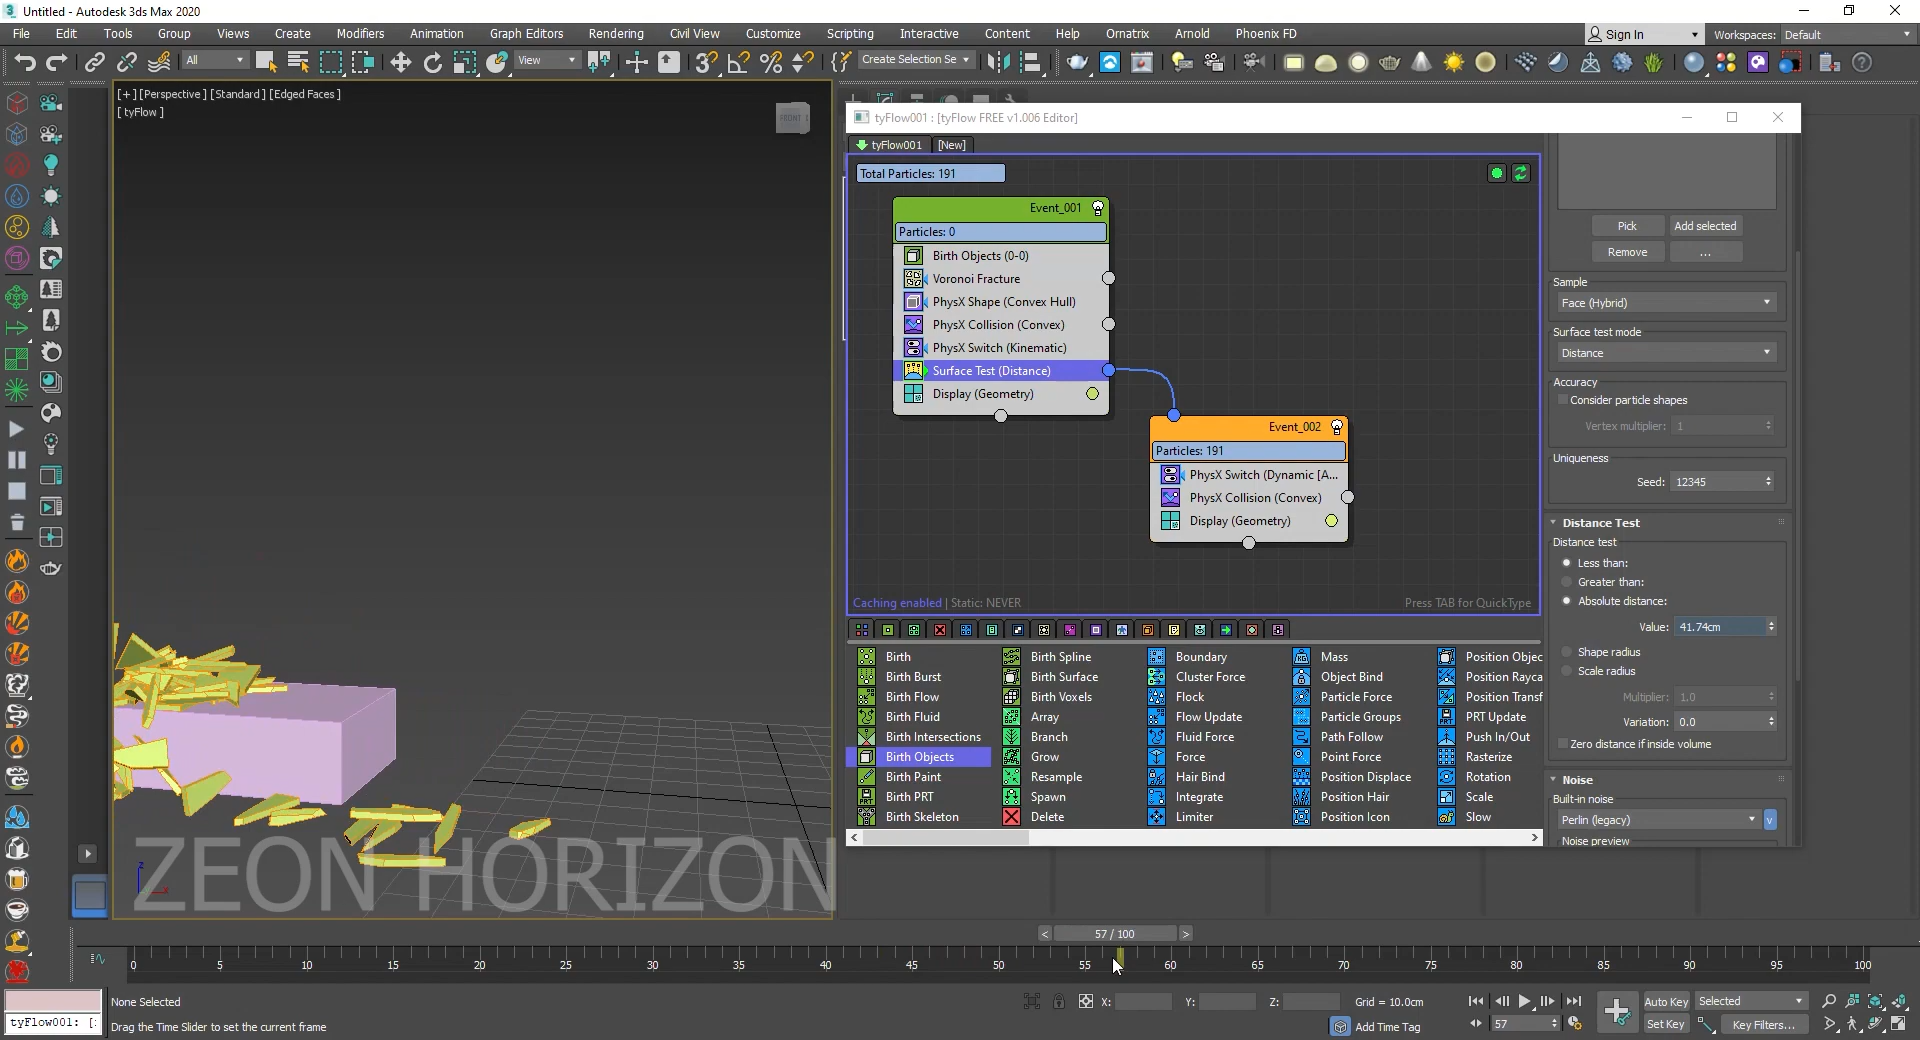 Untitled - Autodesk 3ds Max 2020
File Edit Tools Group Views Create Modifiers Animation Graph Editors Rendering Civil View Customize Scripting Interactive Content Help Ornatrix Arnold Phoenix FD Sign In Workspaces: Default
All View Create Selection Se
[+] [Perspective ] [Standard ] [Edged Faces ]
[ tyFlow ]
FRONT
tyFlow001 : [tyFlow FREE v1.006 Editor]
tyFlow001 [New]
Total Particles: 191
Event_001
Particles: 0
Birth Objects (0-0)
Voronoi Fracture
PhysX Shape (Convex Hull)
PhysX Collision (Convex)
PhysX Switch (Kinematic)
Surface Test (Distance)
Display (Geometry)
Event_002
Particles: 191
PhysX Switch (Dynamic [A...
PhysX Collision (Convex)
Display (Geometry)
Caching enabled | Static: NEVER
Press TAB for QuickType
Birth Birth Spline Boundary Mass Position Objec
Birth Burst Birth Surface Cluster Force Object Bind Position Rayca
Birth Flow Birth Voxels Flock Particle Force Position Transf
Birth Fluid Array Flow Update Particle Groups PRT Update
Birth Intersections Branch Fluid Force Path Follow Push In/Out
Birth Objects Grow Force Point Force Rasterize
Birth Paint Resample Hair Bind Position Displace Rotation
Birth PRT Spawn Integrate Position Hair Scale
Birth Skeleton Delete Limiter Position Icon Slow
Pick Add selected
Remove ...
Sample
Face (Hybrid)
Surface test mode
Distance
Accuracy
Consider particle shapes
Vertex multiplier: 1
Uniqueness
Seed: 12345
Distance Test
Distance test
Less than:
Greater than:
Absolute distance:
Value: 41.74cm
Shape radius
Scale radius
Multiplier: 1.0
Variation: 0.0
Zero distance if inside volume
Noise
Built-in noise
Perlin (legacy) v
Noise preview
ZEON HORIZON
z
x
< 57 / 100 >
0 5 10 15 20 25 30 35 40 45 50 55 60 65 70 75 80 85 90 95 100
None Selected X: Y: Z: Grid = 10.0cm Auto Key Selected
tyFlow001: [: Drag the Time Slider to set the current frame Add Time Tag 57 Set Key Key Filters...